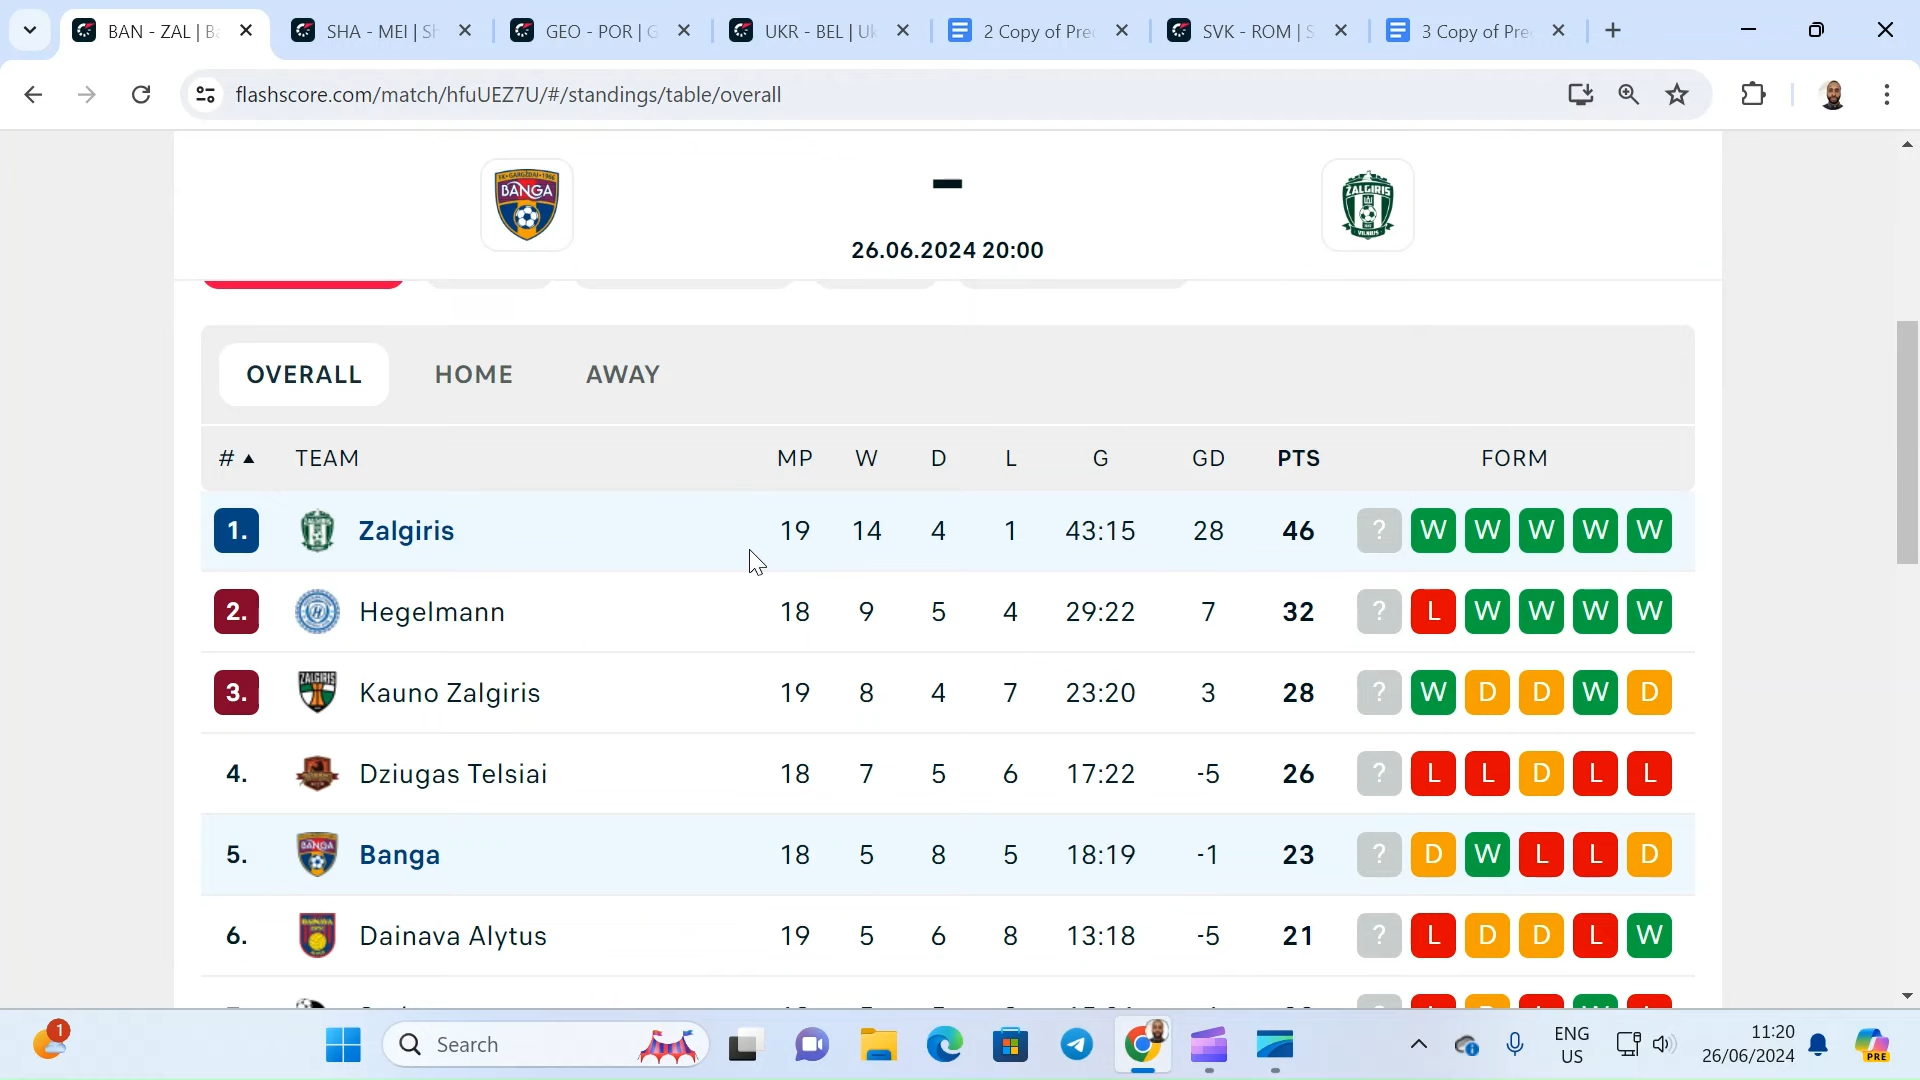 BAN - ZAL | Ba
SHA - MEI | Sh
GEO - POR | G
UKR - BEL | Uk
2 Copy of Pre
SVK - ROM | S
3 Copy of Pre
flashscore.com/match/hfuUEZ7U/#/standings/table/overall
BANGA
ŽALGIRIS
26.06.2024 20:00
OVERALL HOME AWAY
# TEAM MP W D L G GD PTS FORM
1. Zalgiris 19 14 4 1 43:15 28 46 ? W W W W W
2. Hegelmann 18 9 5 4 29:22 7 32 ? L W W W W
3. Kauno Zalgiris 19 8 4 7 23:20 3 28 ? W D D W D
4. Dziugas Telsiai 18 7 5 6 17:22 -5 26 ? L L D L L
5. Banga 18 5 8 5 18:19 -1 23 ? D W L L D
6. Dainava Alytus 19 5 6 8 13:18 -5 21 ? L D D L W
1
Search
ENG
US
11:20
26/06/2024
PRE